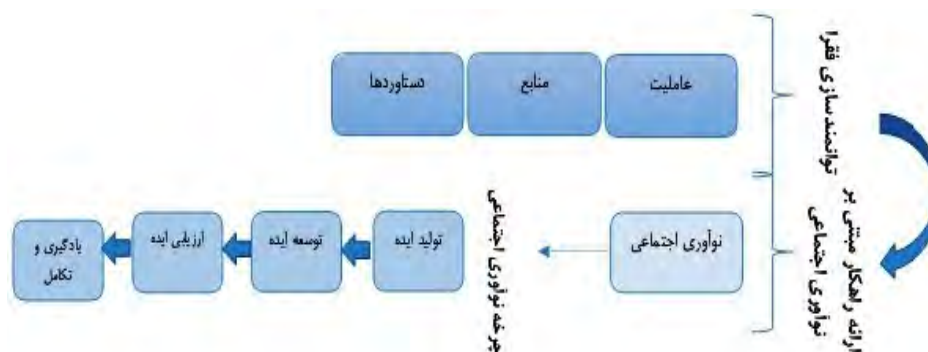 توانمندسازی فقرا
عاملیت
منابع
دستاوردها
ارائه راهکار مبتنی بر
نوآوری اجتماعی
نوآوری اجتماعی
چرخه نوآوری اجتماعی
تولید ایده
توسعه ایده
ارزیابی ایده
یادگیری و
تکامل